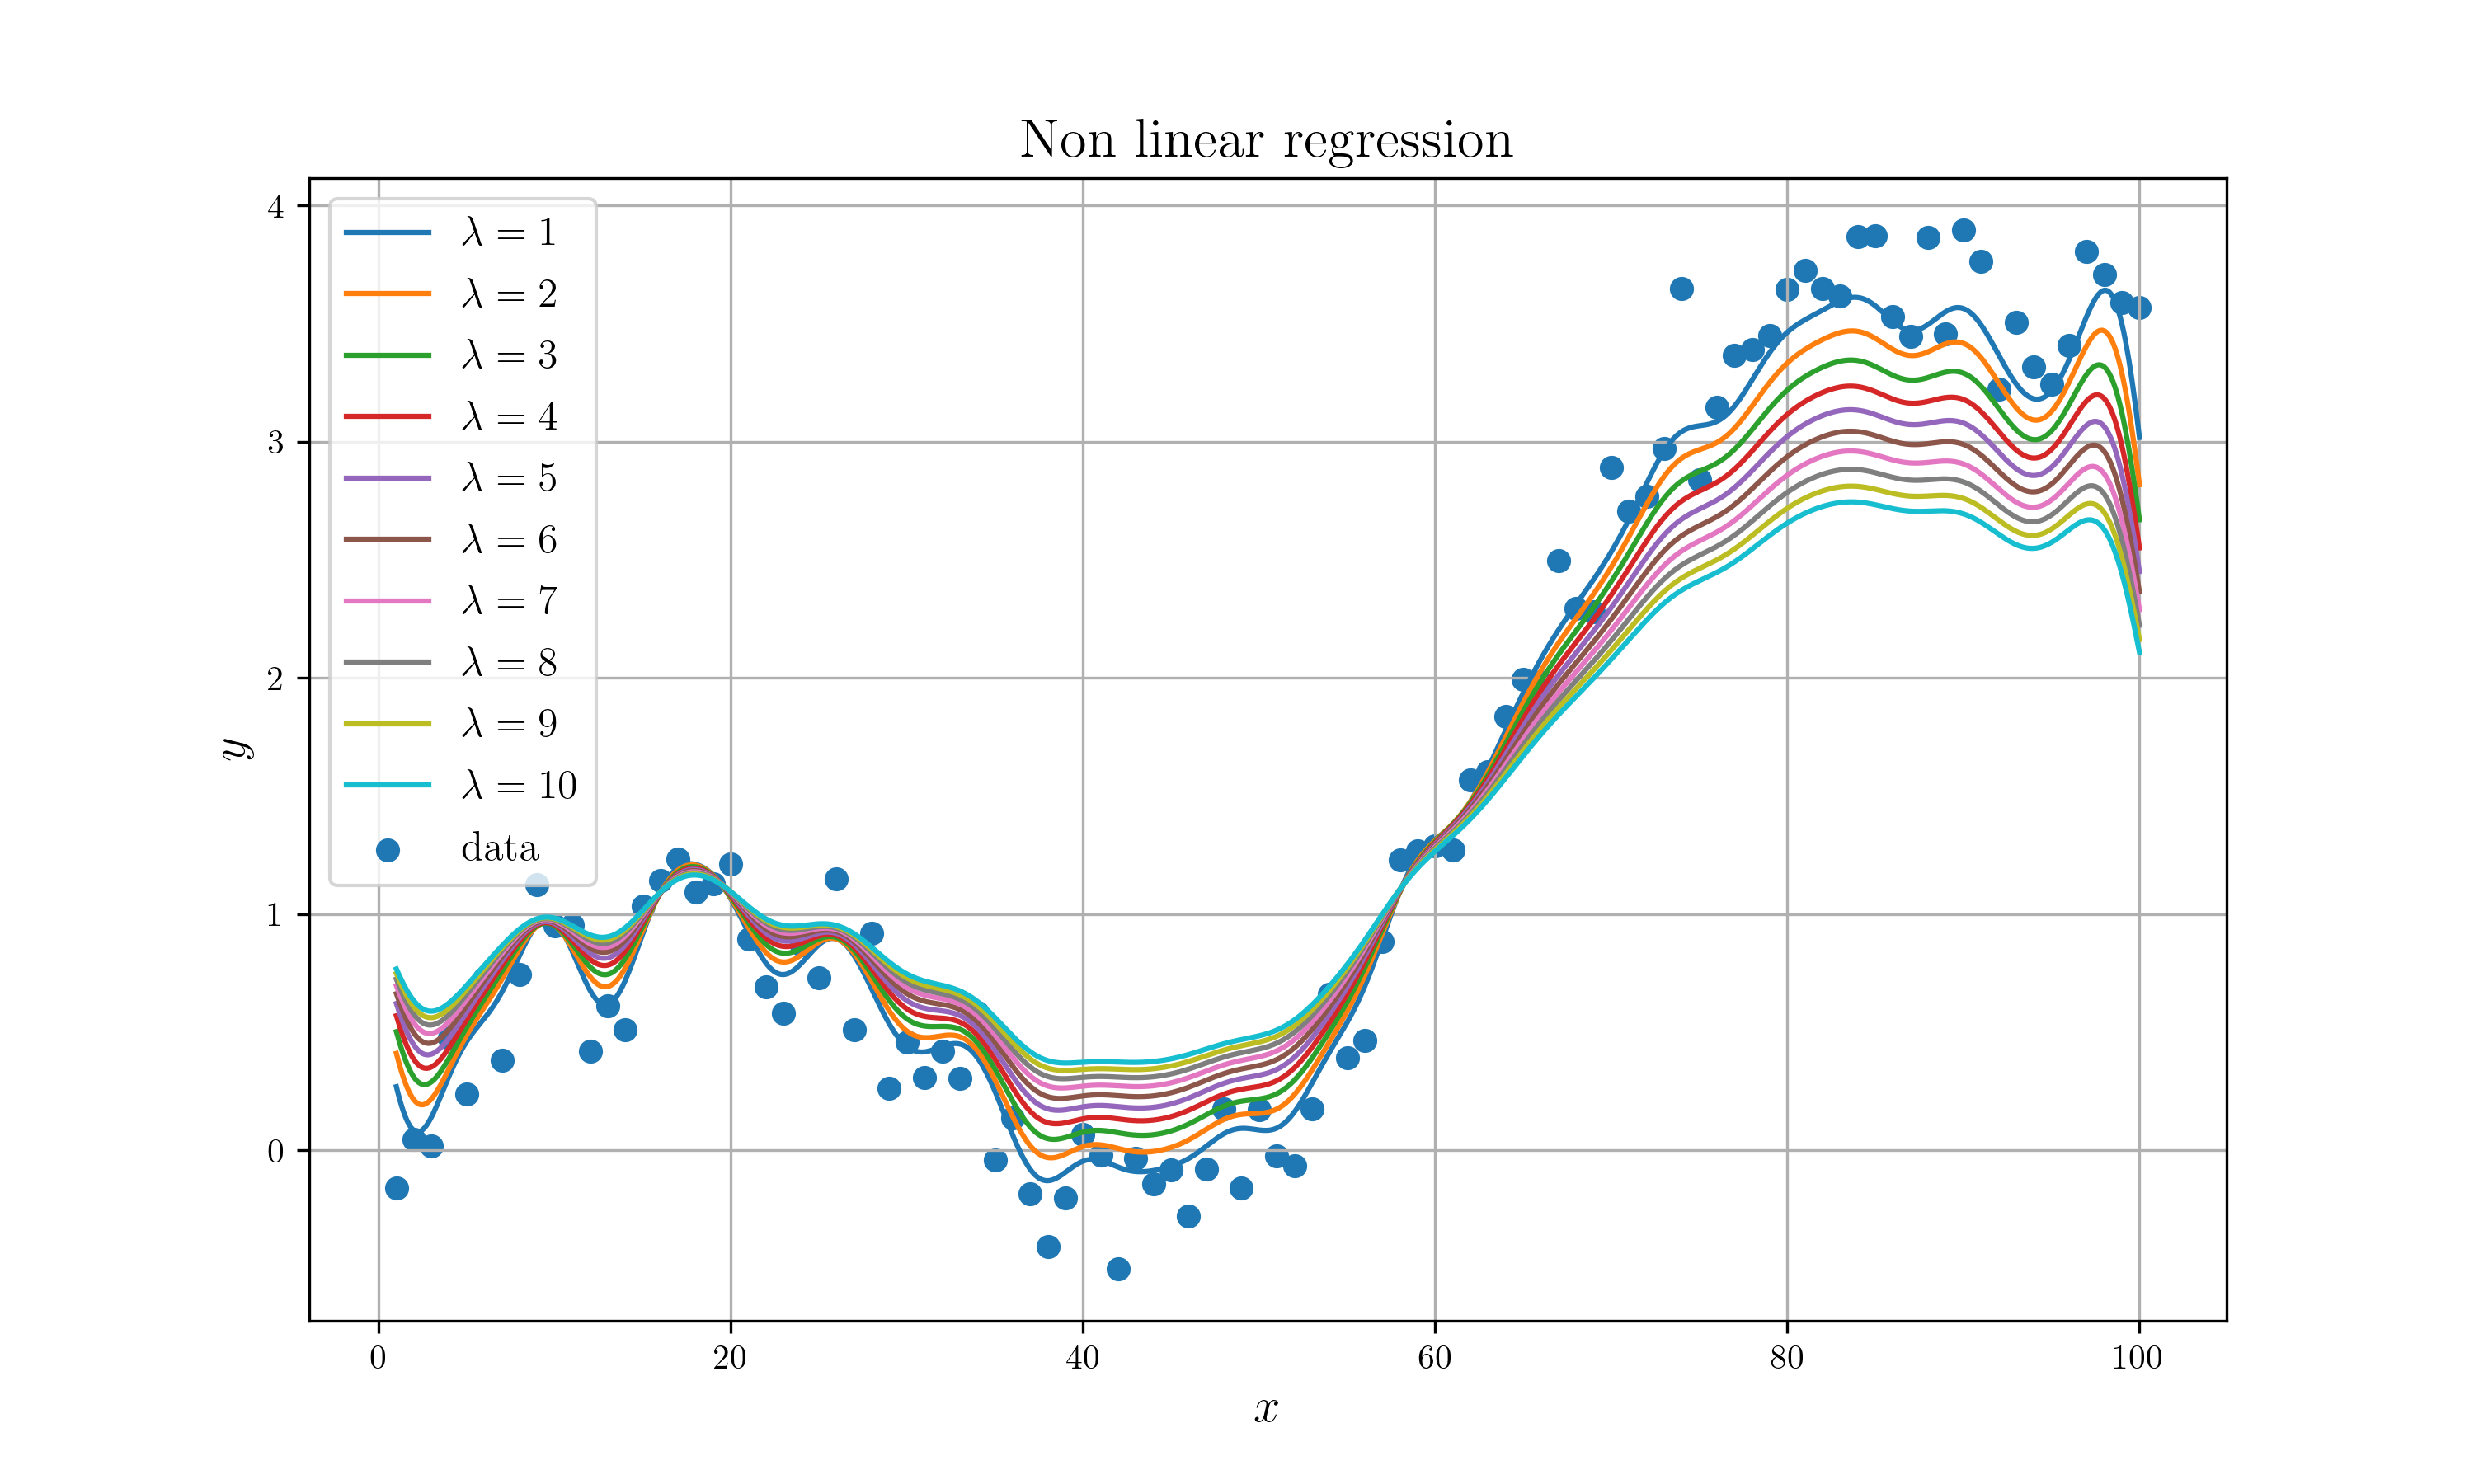 Non linear regression
4
3
2
1
0
y
λ = 1
λ = 2
λ = 3
λ = 4
λ = 5
λ = 6
λ = 7
λ = 8
λ = 9
λ = 10
data
0 20 40 60 80 100
x